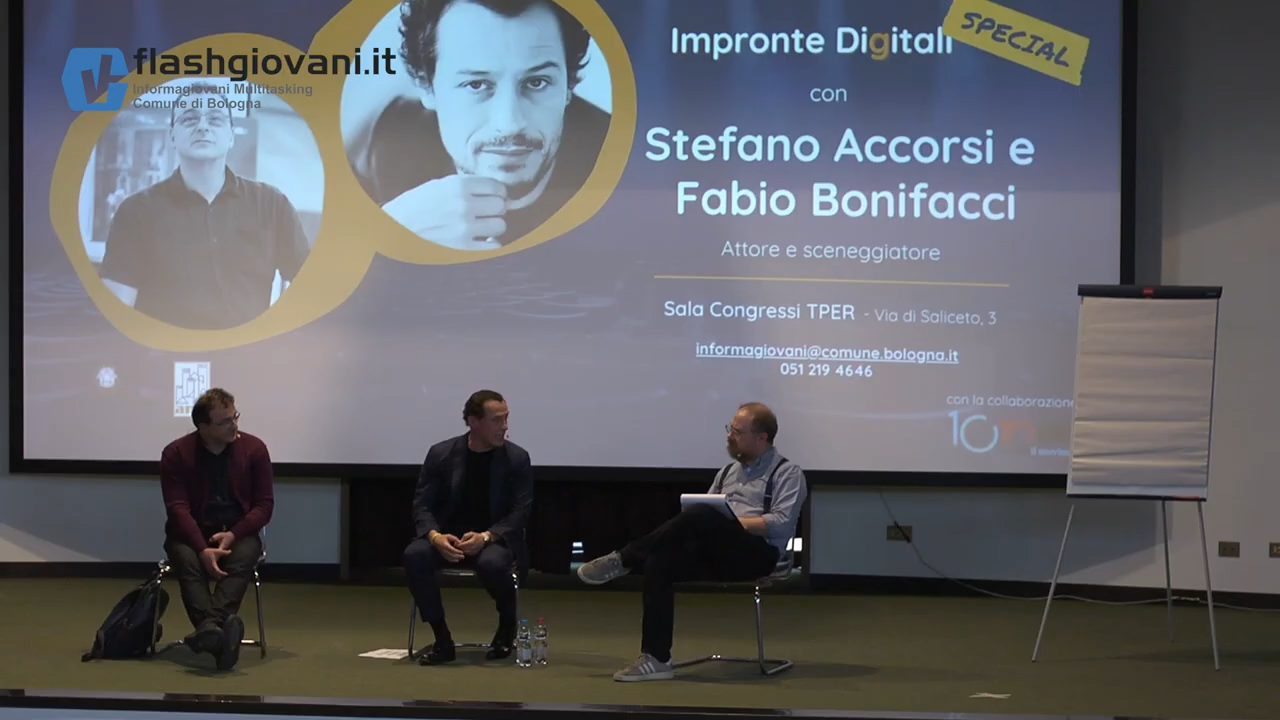 flashgiovani.it
Informagiovani Multitasking
Comune di Bologna
SPECIAL
Impronte Digitali
con
Stefano Accorsi e
Fabio Bonifacci
Attore e sceneggiatore
Sala Congressi TPER - Via di Saliceto, 3
informagiovani@comune.bologna.it
051 219 4646
con la collaborazione